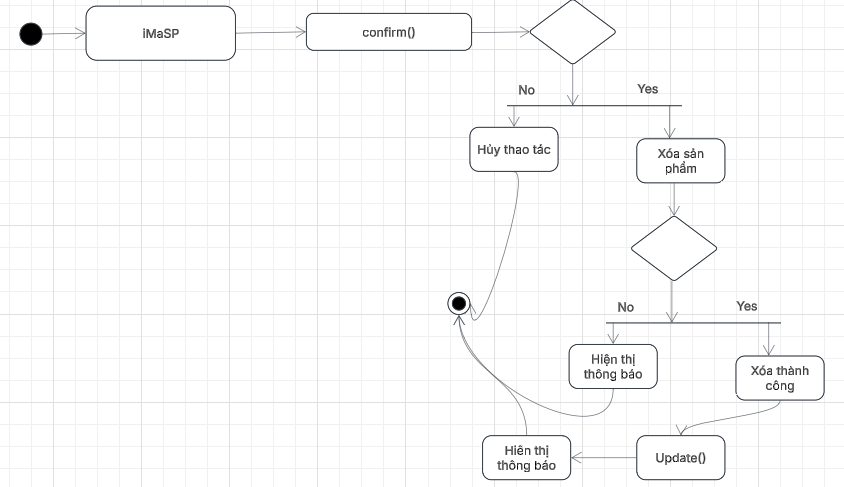 iMaSP
confirm()
No
Yes
Hủy thao tác
Xóa sản
phẩm
No
Yes
Hiện thị
thông báo
Xóa thành
công
Hiên thị
thông báo
Update()